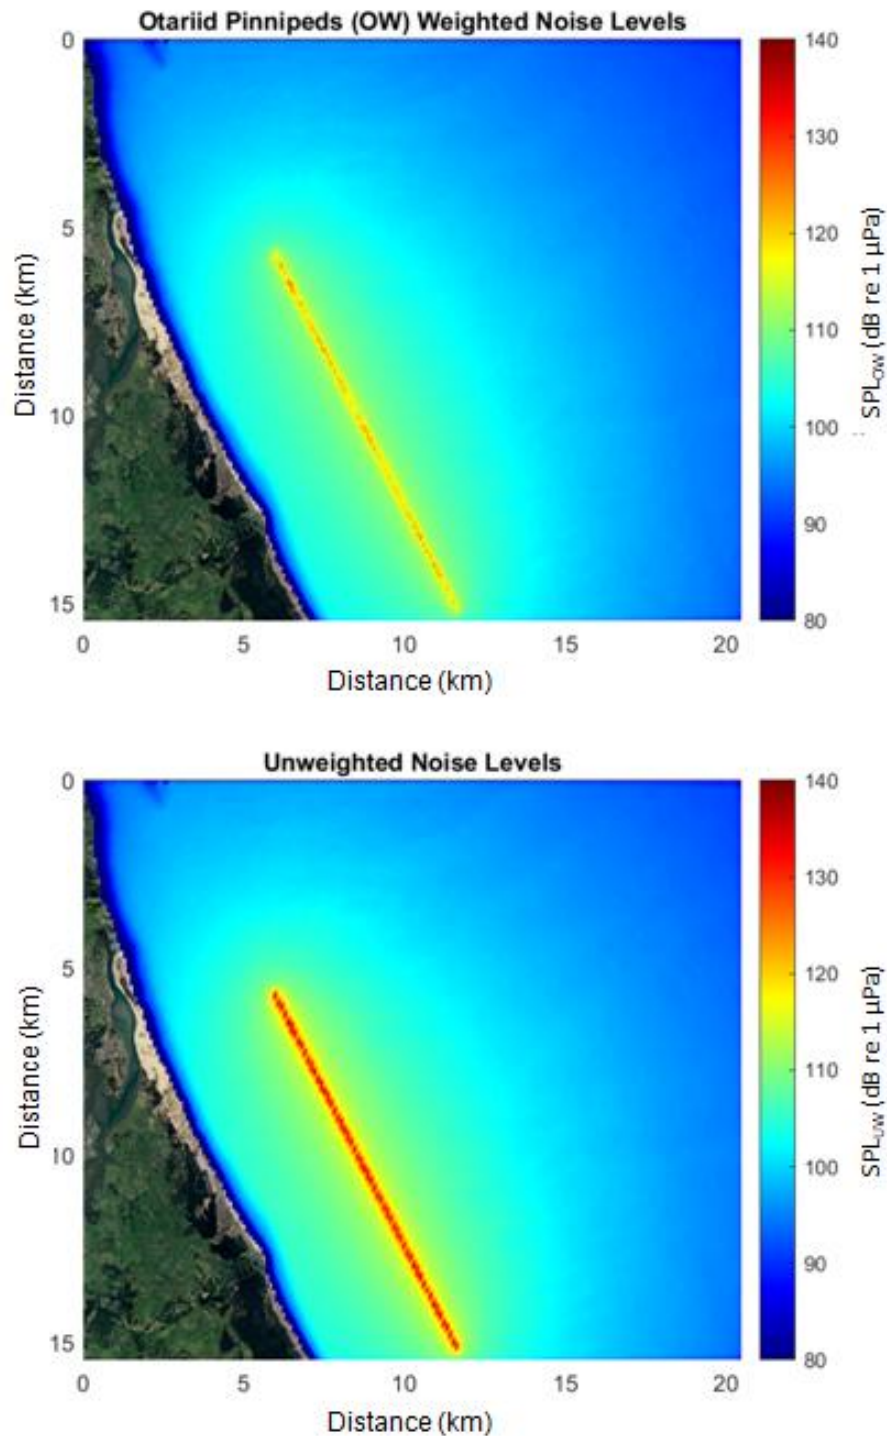 Otariid Pinnipeds (OW) Weighted Noise Levels
0
5
10
15
Distance (km)
0 5 10 15 20
Distance (km)
140
130
120
110
100
90
80
SPLOW (dB re 1 µPa)
Unweighted Noise Levels
0
5
10
15
Distance (km)
0 5 10 15 20
Distance (km)
140
130
120
110
100
90
80
SPLUW (dB re 1 µPa)